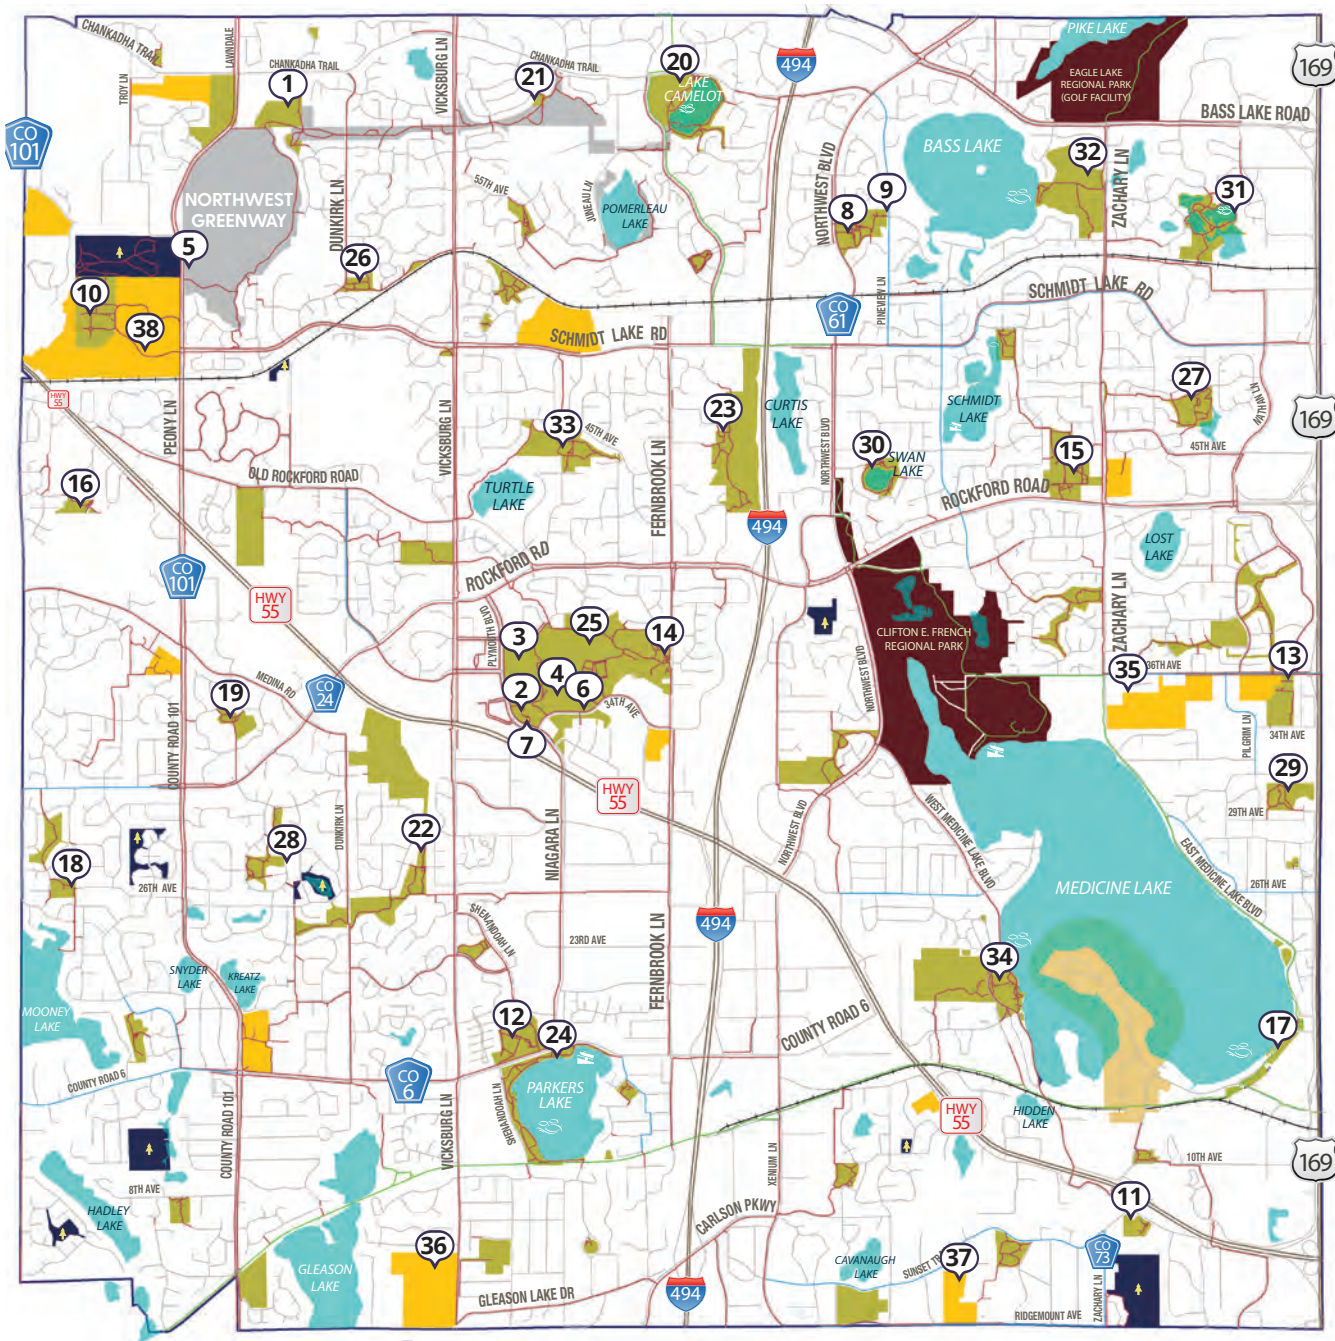 CHANKADHA TRAIL
LAWNDALE
TROY LN
CHANKADHA TRAIL
1
VICKSBURG LN
CHANKADHA TRAIL
21
20
LAKE
CAMELOT
494
PIKE LAKE
EAGLE LAKE
REGIONAL PARK
(GOLF FACILITY)
169
BASS LAKE ROAD
CO
101
NORTHWEST
GREENWAY
DUNKIRK LN
55TH AVE
JUNEAU LN
POMERLEAU
LAKE
NORTHWEST BLVD
8
9
BASS LAKE
32
ZACHARY LN
31
5
26
10
38
SCHMIDT LAKE RD
CO
61
PINEVIEW LN
SCHMIDT LAKE RD
HWY
55
PEONY LN
VICKSBURG LN
33
45TH AVE
FERNBROOK LN
23
CURTIS
LAKE
NORTHWEST BLVD
30
SWAN
LAKE
SCHMIDT
LAKE
27
NATHAN LN
169
45TH AVE
15
16
OLD ROCKFORD ROAD
TURTLE
LAKE
494
ROCKFORD ROAD
LOST
LAKE
CO
101
HWY
55
ROCKFORD RD
PLYMOUTH BLVD
3
25
14
4
2
6
34TH AVE
7
CLIFTON E. FRENCH
REGIONAL PARK
NORTHWEST BLVD
ZACHARY LN
36TH AVE
35
13
PILGRIM LN
34TH AVE
MEDINA RD
CO
24
19
COUNTY ROAD 101
HWY
55
29
29TH AVE
DUNKIRK LN
22
28
18
26TH AVE
NIAGARA LN
NORTHWEST BLVD
WEST MEDICINE LAKE BLVD
MEDICINE LAKE
EAST MEDICINE LAKE BLVD
26TH AVE
SHENANDOAH LN
23RD AVE
FERNBROOK LN
494
34
SNYDER
LAKE
KREATZ
LAKE
MOONEY
LAKE
12
24
COUNTY ROAD 6
17
COUNTY ROAD 6
CO
6
PARKERS
LAKE
SHENANDOAH LN
HWY
55
HIDDEN
LAKE
COUNTY ROAD 101
VICKSBURG LN
XENIUM LN
10TH AVE
169
8TH AVE
HADLEY
LAKE
CARLSON PKWY
11
36
GLEASON
LAKE
GLEASON LAKE DR
494
CAVANAUGH
LAKE
37
CO
73
ZACHARY LN
RIDGEMOUNT AVE